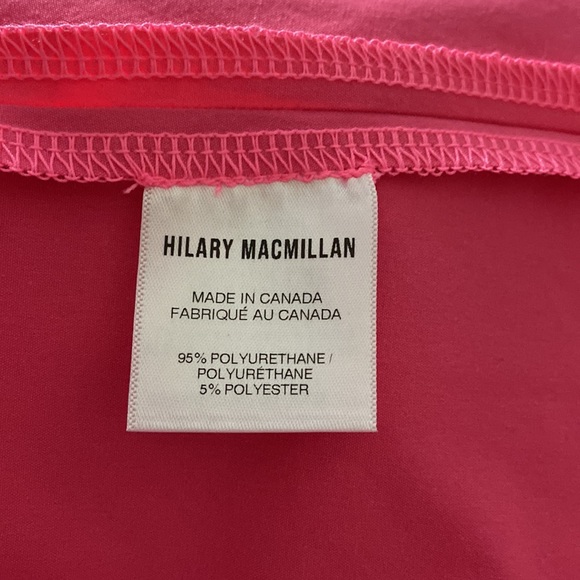 HILARY MACMILLAN
MADE IN CANADA
FABRIQUÉ AU CANADA
95% POLYURETHANE /
POLYURÉTHANE
5% POLYESTER